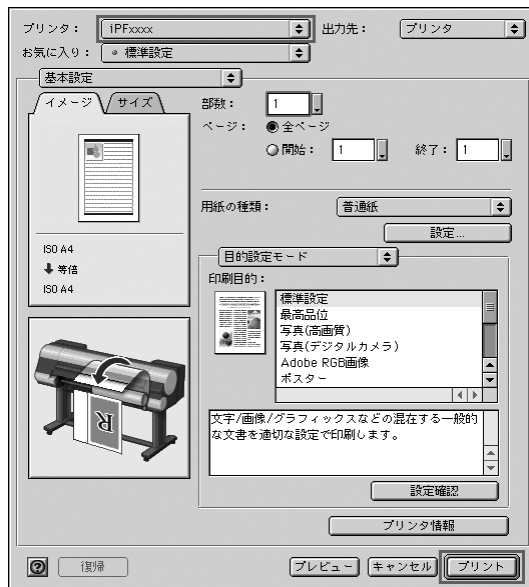 プリンタ： iPFxxxx 出力先： プリンタ
お気に入り： 標準設定
基本設定
イメージ サイズ
部数： 1
ページ： 全ページ
開始： 1 終了： 1
用紙の種類： 普通紙
設定...
ISO A4
等倍
ISO A4
目的設定モード
印刷目的：
標準設定
最高品位
写真(高画質)
写真(デジタルカメラ)
Adobe RGB画像
ポスター
文字/画像/グラフィックスなどの混在する一般的
な文書を適切な設定で印刷します。
R
設定確認
プリンタ情報
? 復帰 プレビュー キャンセル プリント